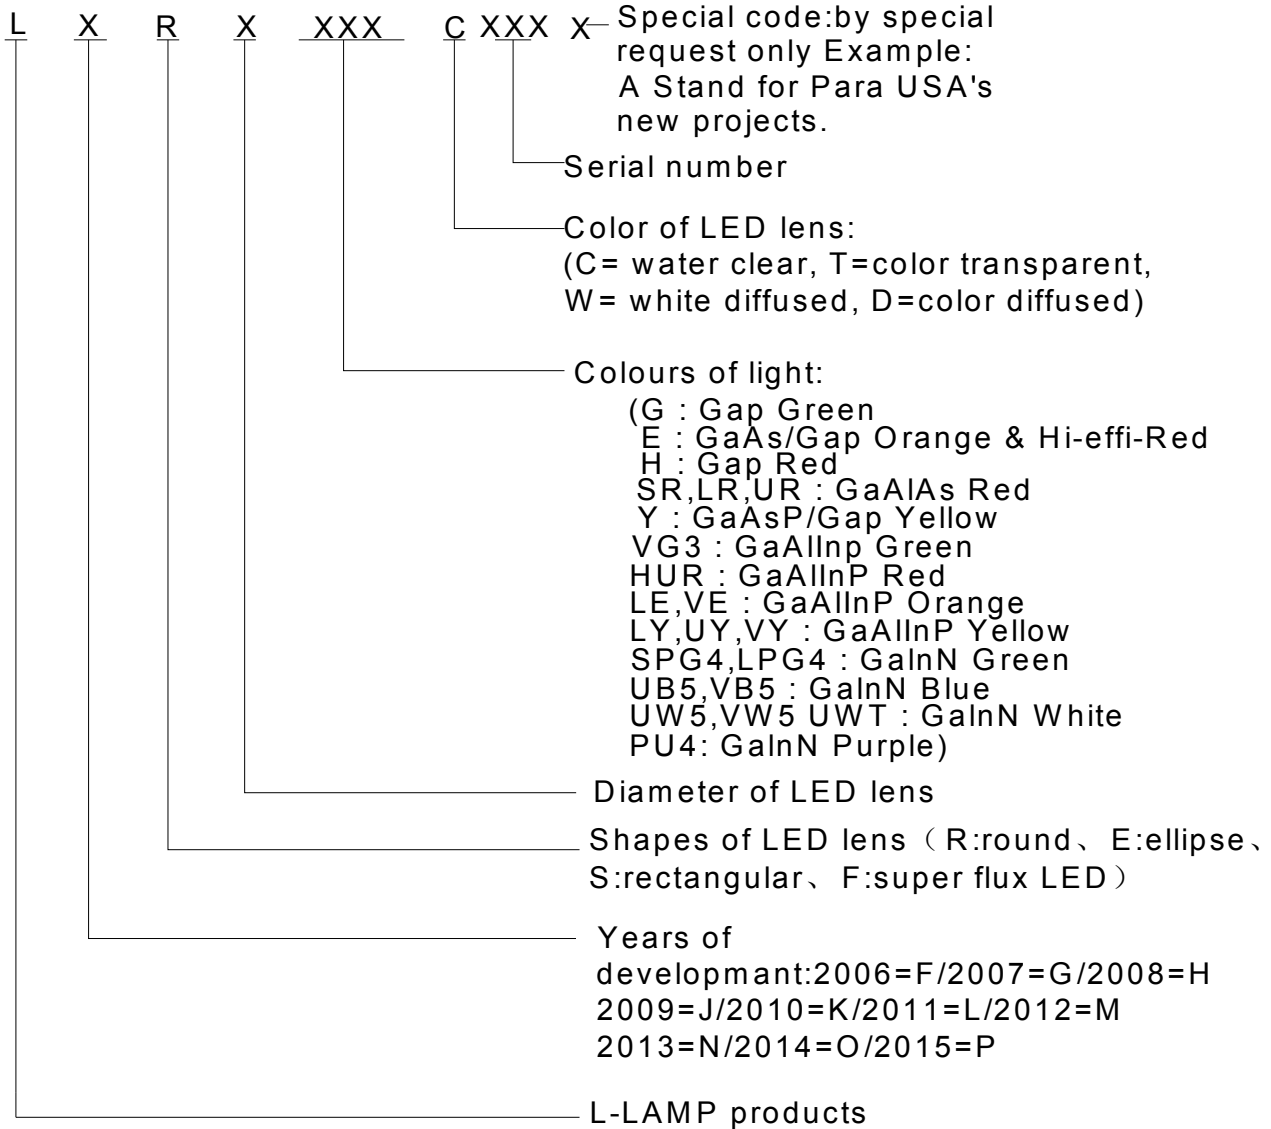 L X R X XXX C XXX X
Special code:by special
request only Example:
A Stand for Para USA's
new projects.
Serial number
Color of LED lens:
(C= water clear, T=color transparent,
W= white diffused, D=color diffused)
Colours of light:
(G : Gap Green
E : GaAs/Gap Orange & Hi-effi-Red
H : Gap Red
SR,LR,UR : GaAlAs Red
Y : GaAsP/Gap Yellow
VG3 : GaAlInp Green
HUR : GaAlInP Red
LE,VE : GaAlInP Orange
LY,UY,VY : GaAlInP Yellow
SPG4,LPG4 : GaInN Green
UB5,VB5 : GaInN Blue
UW5,VW5 UWT : GaInN White
PU4: GaInN Purple)
Diameter of LED lens
Shapes of LED lens（R:round、E:ellipse、
S:rectangular、F:super flux LED）
Years of
developmant:2006=F/2007=G/2008=H
2009=J/2010=K/2011=L/2012=M
2013=N/2014=O/2015=P
L-LAMP products